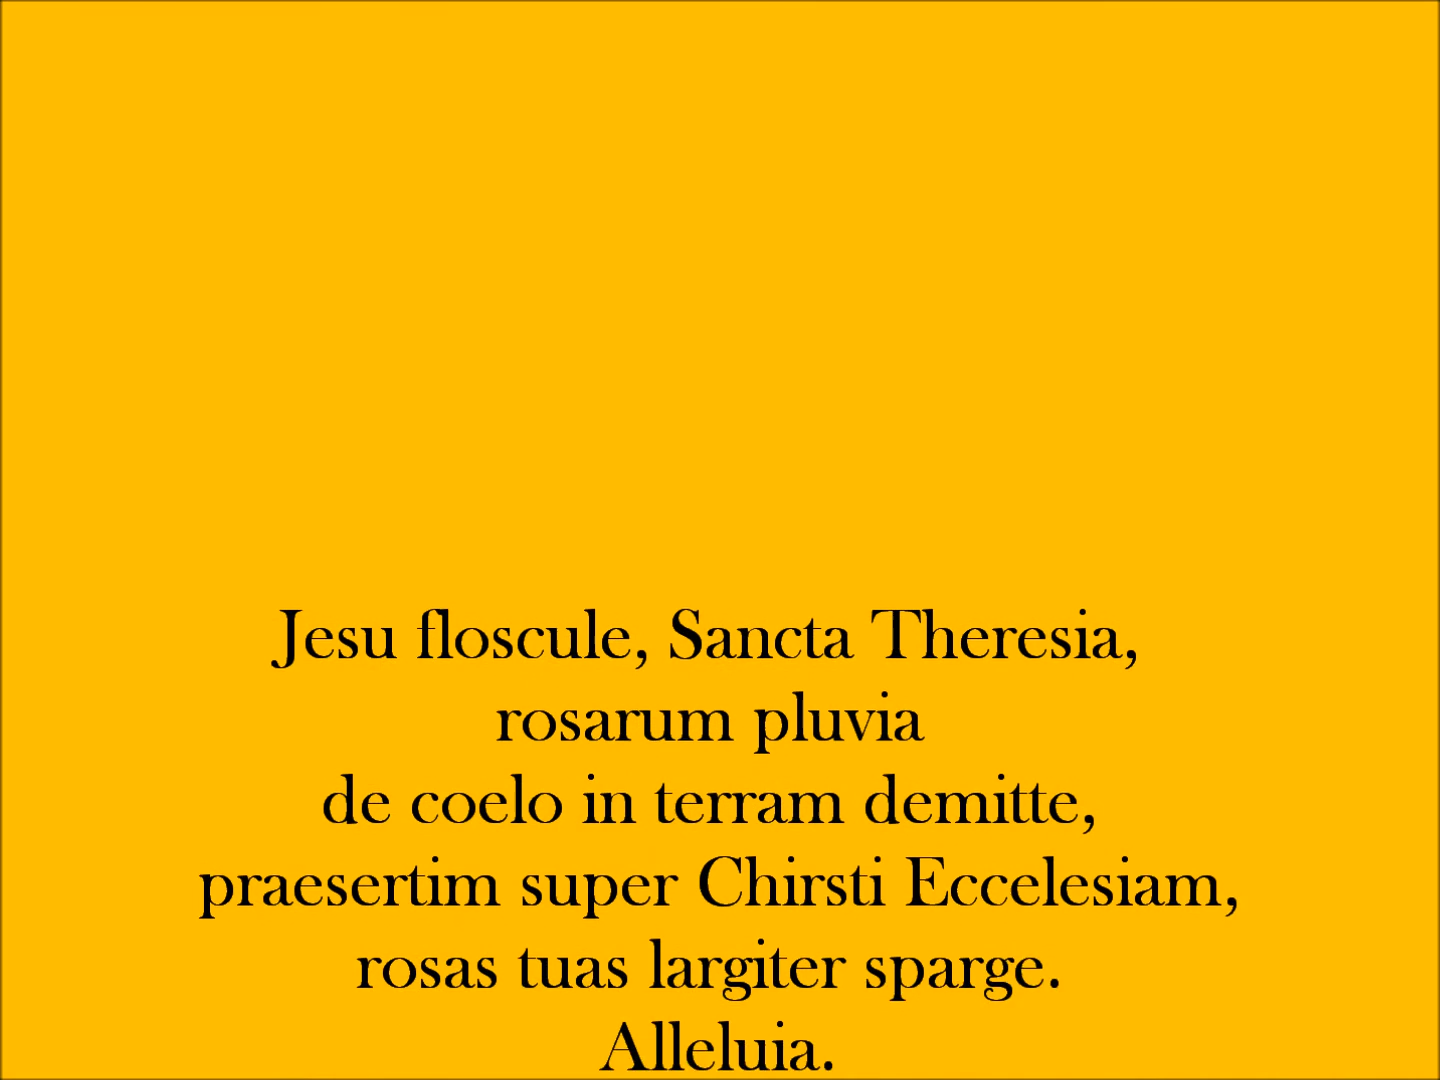 Jesu floscule, Sancta Theresia,
rosarum pluvia
de coelo in terram demitte,
praesertim super Chirsti Eccelesiam,
rosas tuas largiter sparge.
Alleluia.